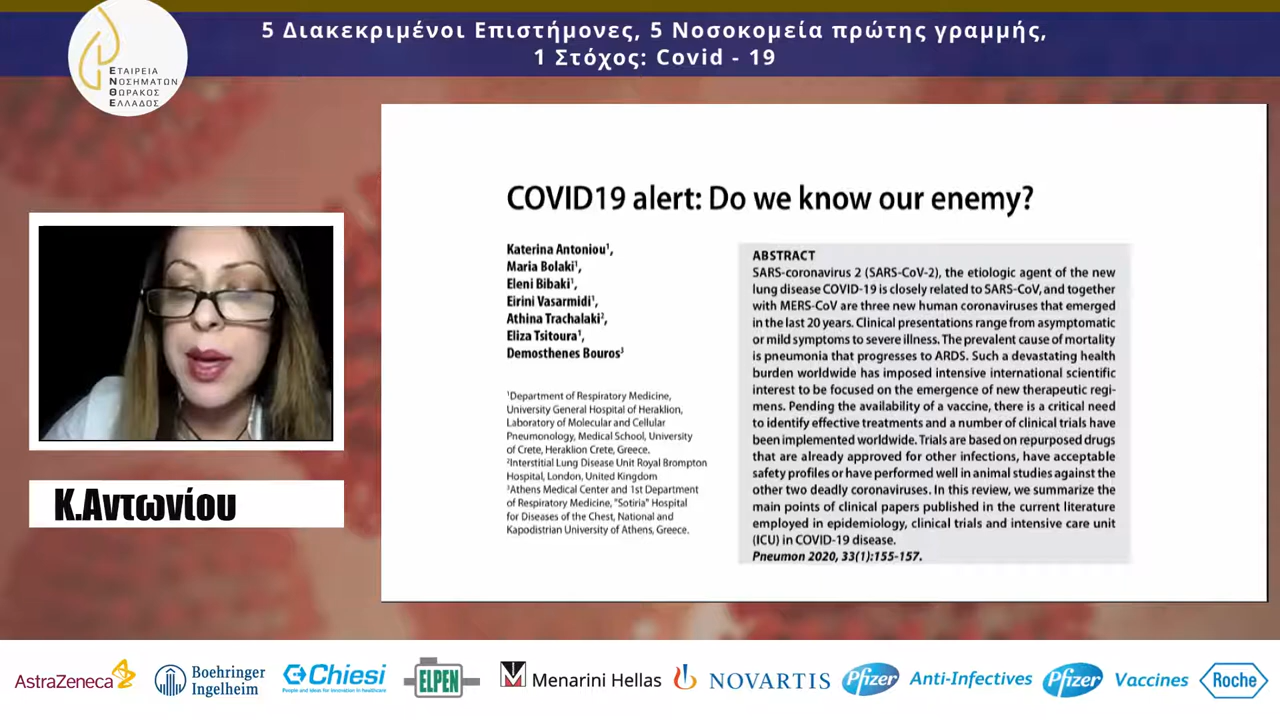 5 Διακεκριμένοι Επιστήμονες, 5 Νοσοκομεία πρώτης γραμμής,
1 Στόχος: Covid - 19
ΕΤΑΙΡΕΙΑ
ΝΟΣΗΜΑΤΩΝ
ΘΩΡΑΚΟΣ
ΕΛΛΑΔΟΣ
COVID19 alert: Do we know our enemy?
Katerina Antoniou¹,
Maria Bolaki¹,
Eleni Bibaki¹,
Eirini Vasarmidi¹,
Athina Trachalaki²,
Eliza Tsitoura¹,
Demosthenes Bouros³
¹Department of Respiratory Medicine,
University General Hospital of Heraklion,
Laboratory of Molecular and Cellular
Pneumonology, Medical School, University
of Crete, Heraklion Crete, Greece.
²Interstitial Lung Disease Unit Royal Brompton
Hospital, London, United Kingdom
³Athens Medical Center and 1st Department
of Respiratory Medicine, "Sotiria" Hospital
for Diseases of the Chest, National and
Kapodistrian University of Athens, Greece.
ABSTRACT
SARS-coronavirus 2 (SARS-CoV-2), the etiologic agent of the new
lung disease COVID-19 is closely related to SARS-CoV, and together
with MERS-CoV are three new human coronaviruses that emerged
in the last 20 years. Clinical presentations range from asymptomatic
or mild symptoms to severe illness. The prevalent cause of mortality
is pneumonia that progresses to ARDS. Such a devastating health
burden worldwide has imposed intensive international scientific
interest to be focused on the emergence of new therapeutic regi-
mens. Pending the availability of a vaccine, there is a critical need
to identify effective treatments and a number of clinical trials have
been implemented worldwide. Trials are based on repurposed drugs
that are already approved for other infections, have acceptable
safety profiles or have performed well in animal studies against the
other two deadly coronaviruses. In this review, we summarize the
main points of clinical papers published in the current literature
employed in epidemiology, clinical trials and intensive care unit
(ICU) in COVID-19 disease.
Pneumon 2020, 33(1):155-157.
Κ.Αντωνίου
AstraZeneca
Boehringer
Ingelheim
Chiesi
People and ideas for innovation in healthcare
ELPEN
Menarini Hellas
NOVARTIS
Pfizer
Anti-Infectives
Pfizer
Vaccines
Roche